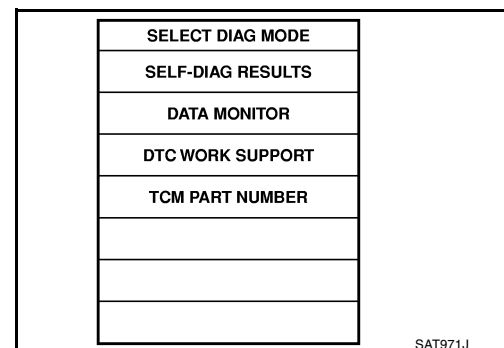 SELECT DIAG MODE
SELF-DIAG RESULTS
DATA MONITOR
DTC WORK SUPPORT
TCM PART NUMBER
SAT971J